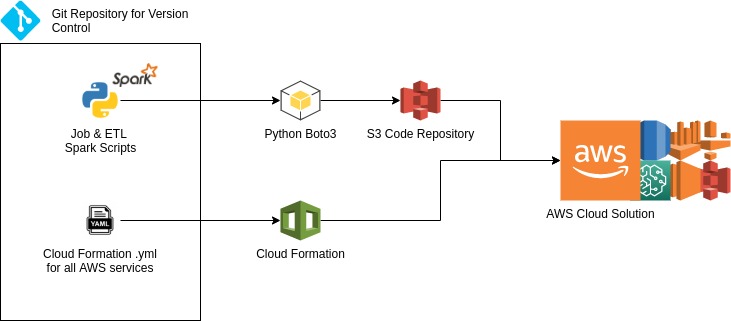 Git Repository for Version
Control
Spark
Job & ETL
Spark Scripts
Python Boto3
S3 Code Repository
aws
AWS Cloud Solution
YAML
Cloud Formation .yml
for all AWS services
Cloud Formation